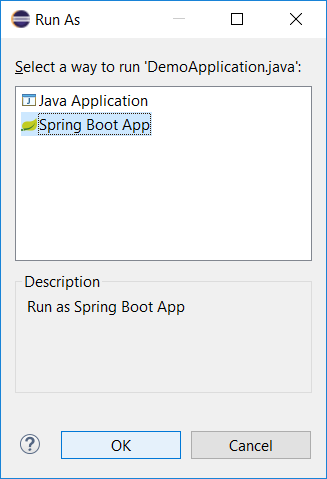 Run As
Select a way to run 'DemoApplication.java':
Java Application
Spring Boot App
Description
Run as Spring Boot App
?
OK
Cancel